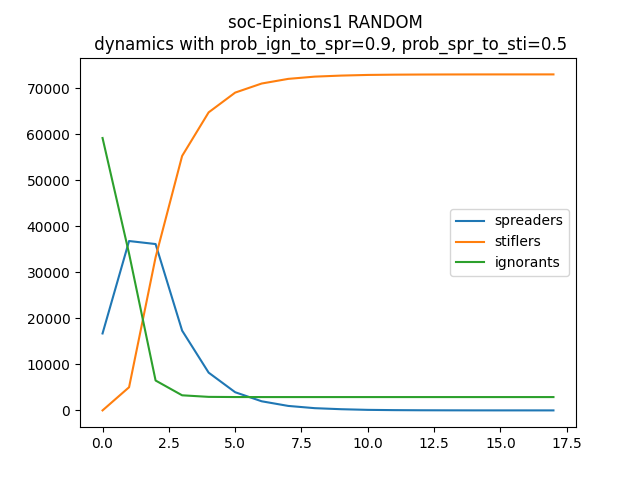 soc-Epinions1 RANDOM
dynamics with prob_ign_to_spr=0.9, prob_spr_to_sti=0.5
70000
60000
50000
40000
30000
20000
10000
0
spreaders
stiflers
ignorants
0.0 2.5 5.0 7.5 10.0 12.5 15.0 17.5